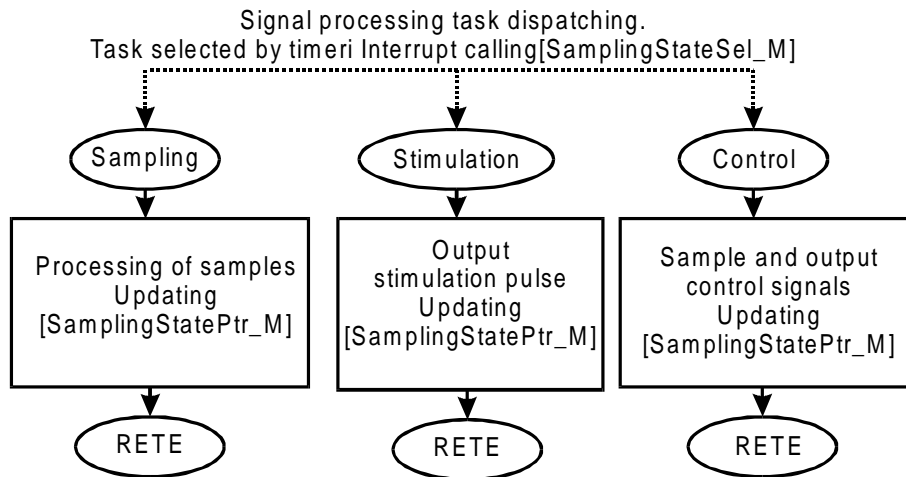 Signal processing task dispatching.
Task selected by timeri Interrupt calling[SamplingStateSel_M]
Sampling
Stimulation
Control
Processing of samples
Updating
[SamplingStatePtr_M]
Output
stimulation pulse
Updating
[SamplingStatePtr_M]
Sample and output
control signals
Updating
[SamplingStatePtr_M]
RETE
RETE
RETE